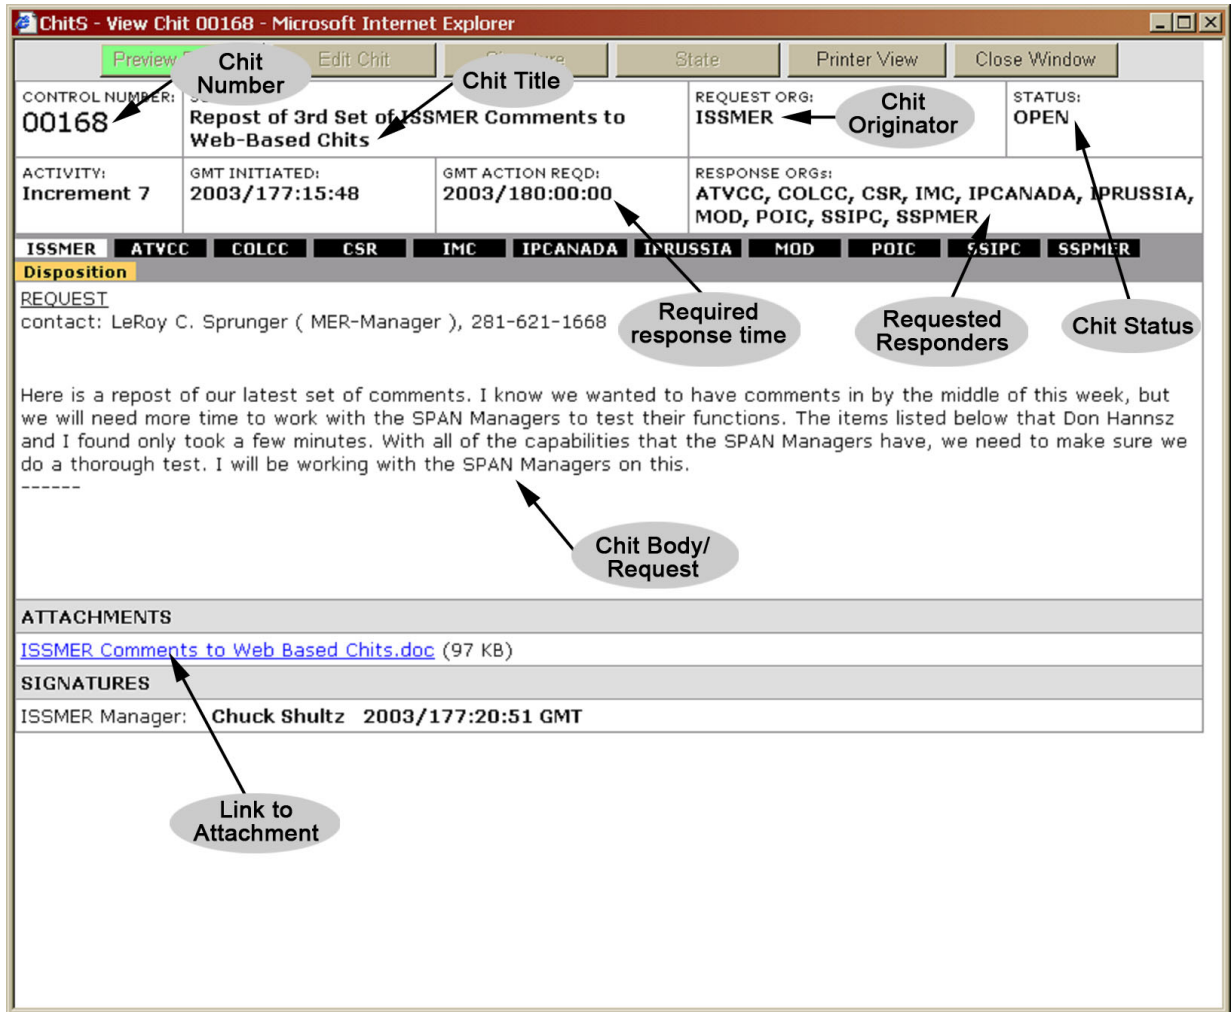 ChitS - View Chit 00168 - Microsoft Internet Explorer
Preview Edit Chit State Printer View Close Window
Chit Number
Chit Title
CONTROL NUMBER:
00168
Repost of 3rd Set of ISSMER Comments to
Web-Based Chits
REQUEST ORG:
ISSMER
Chit Originator
STATUS:
OPEN
ACTIVITY:
Increment 7
GMT INITIATED:
2003/177:15:48
GMT ACTION REQD:
2003/180:00:00
RESPONSE ORGs:
ATVCC, COLCC, CSR, IMC, IPCANADA, IPRUSSIA,
MOD, POIC, SSIPC, SSPMER
ISSMER ATVCC COLCC CSR IMC IPCANADA IPRUSSIA MOD POIC SSIPC SSPMER
Disposition
REQUEST
contact: LeRoy C. Sprunger ( MER-Manager ), 281-621-1668
Required
response time
Requested
Responders
Chit Status
Here is a repost of our latest set of comments. I know we wanted to have comments in by the middle of this week, but
we will need more time to work with the SPAN Managers to test their functions. The items listed below that Don Hannsz
and I found only took a few minutes. With all of the capabilities that the SPAN Managers have, we need to make sure we
do a thorough test. I will be working with the SPAN Managers on this.
------
Chit Body/
Request
ATTACHMENTS
ISSMER Comments to Web Based Chits.doc (97 KB)
SIGNATURES
ISSMER Manager: Chuck Shultz 2003/177:20:51 GMT
Link to
Attachment